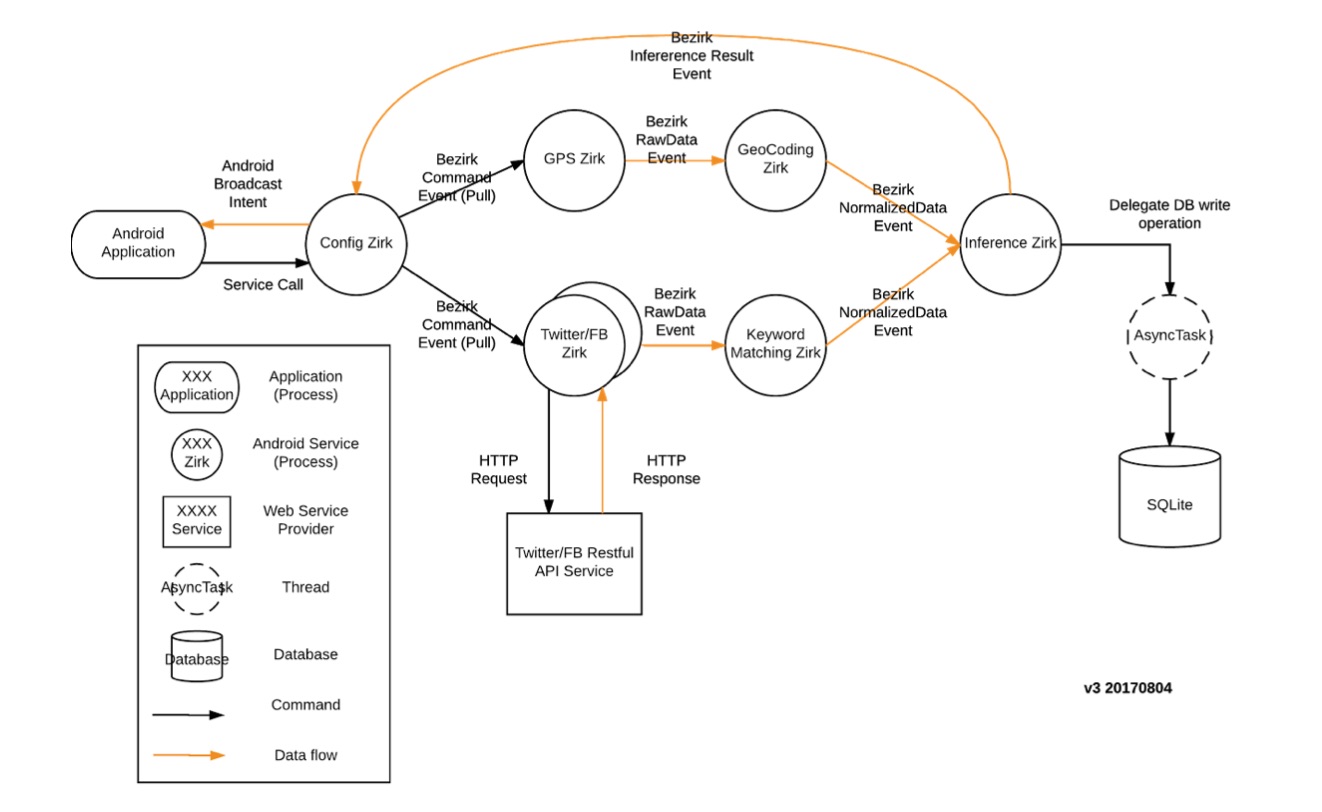 Bezirk
Infererence Result
Event
Bezirk
RawData
Event
GPS Zirk
GeoCoding
Zirk
Android
Broadcast
Intent
Bezirk
Command
Event (Pull)
Bezirk
NormalizedData
Event
Delegate DB write
operation
Android
Application
Config Zirk
Inference Zirk
Service Call
Bezirk
Command
Event (Pull)
Twitter/FB
Zirk
Bezirk
RawData
Event
Keyword
Matching Zirk
Bezirk
NormalizedData
Event
AsyncTask
HTTP
Request
HTTP
Response
SQLite
Twitter/FB Restful
API Service
XXX
Application
Application
(Process)
XXX
Zirk
Android Service
(Process)
XXXX
Service
Web Service
Provider
AsyncTask
Thread
Database
Database
Command
Data flow
v3 20170804